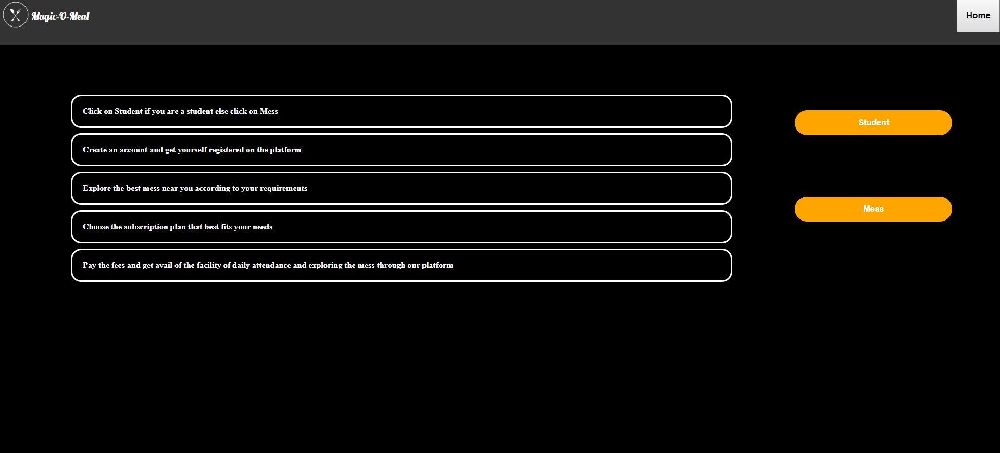 Magic-O-Meal
Home
Click on Student if you are a student else click on Mess
Create an account and get yourself registered on the platform
Explore the best mess near you according to your requirements
Choose the subscription plan that best fits your needs
Pay the fees and get avail of the facility of daily attendance and exploring the mess through our platform
Student
Mess